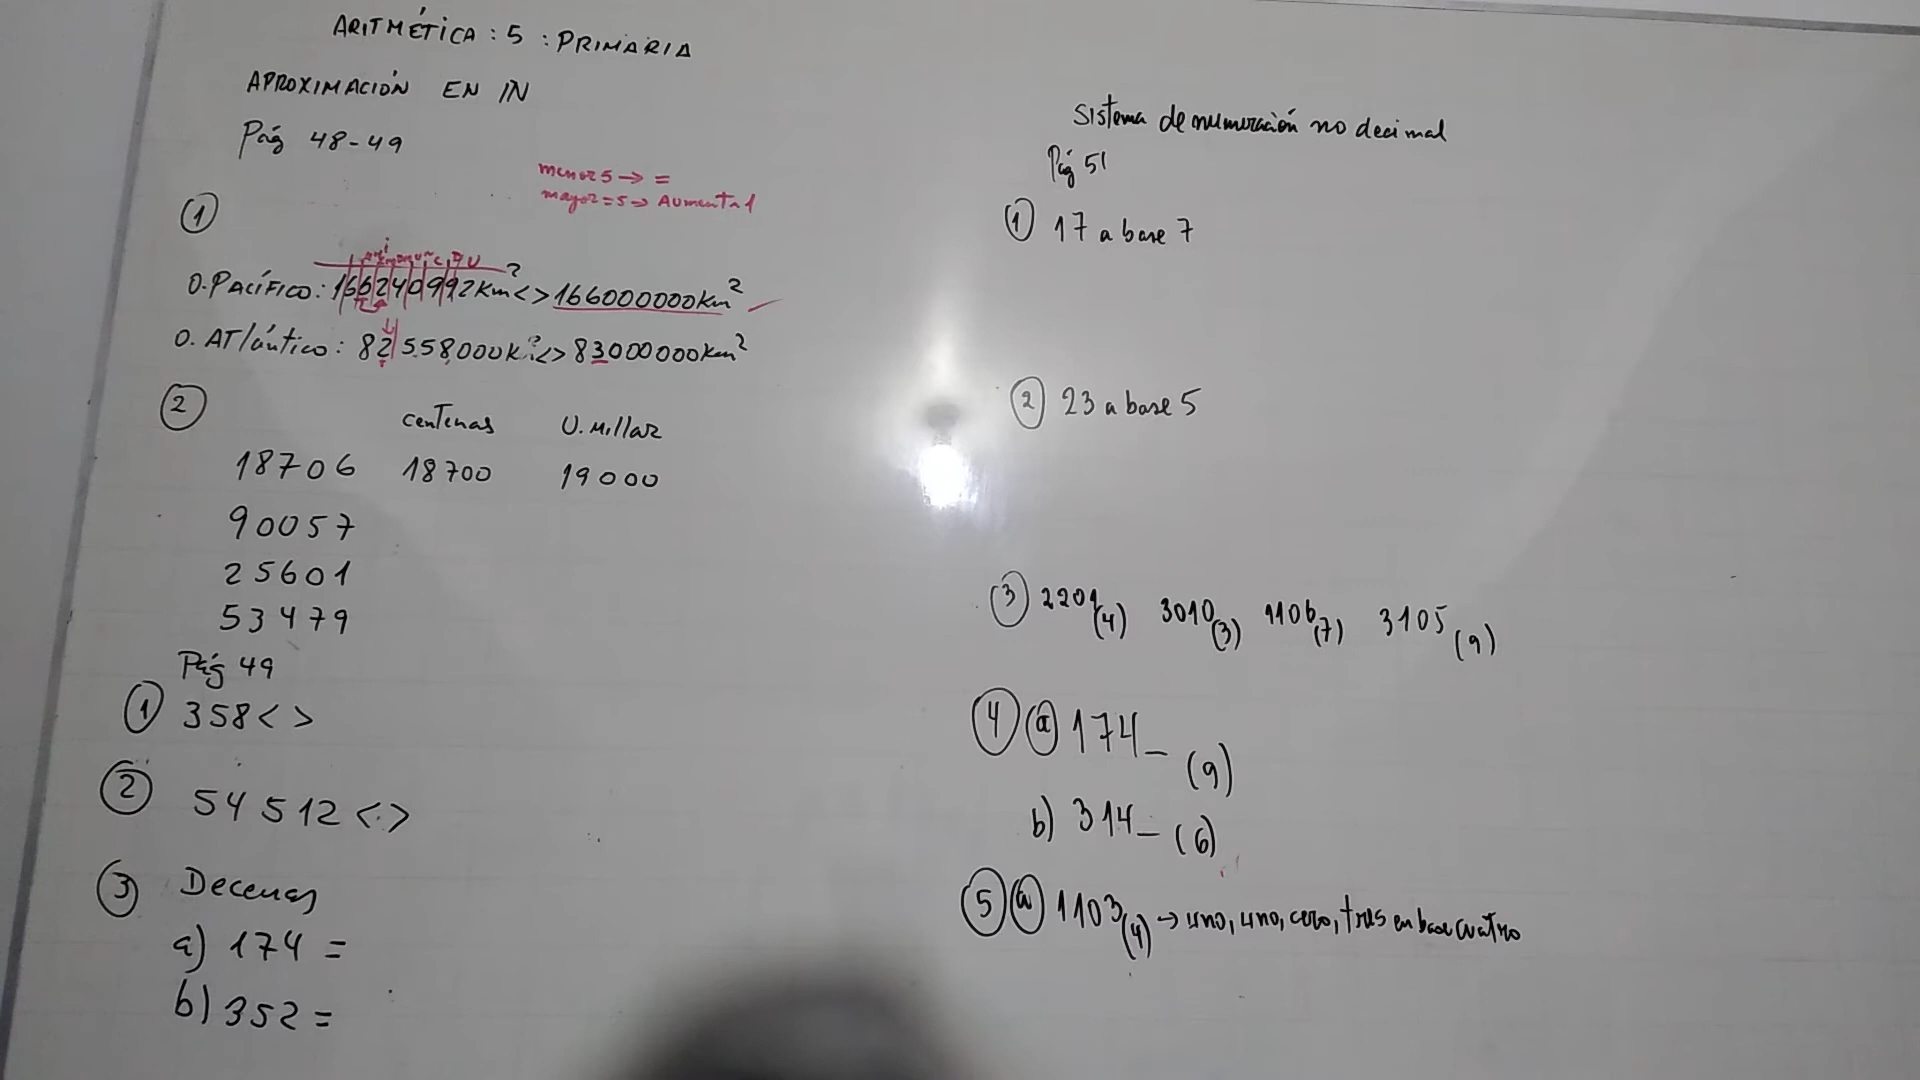 ARITMÉTICA : 5 : PRIMARIA
APROXIMACIÓN EN IN
Pág 48-49
menor 5 → =
mayor = 5 → Aumenta 1
①
O. PACÍFICO: 166240992 Km² <> 166000000 Km²
O. ATlántico: 82558000 K <> 83000000 Km²
②
centenas U. Millar
18706 18700 19000
90057
25601
53479
Pág 49
① 358 < >
② 54512 <·>
③ Decenas
a) 174 =
b) 352 =
Sistema de numeración no decimal
Pág 51
① 17 a base 7
② 23 a base 5
③ 2201(4) 3010(3) 1106(7) 3105(9)
④ ⓐ 174_ (9)
b) 314_ (6)
⑤ ⓐ 1103(4) → uno, uno, cero, tres en base cuatro